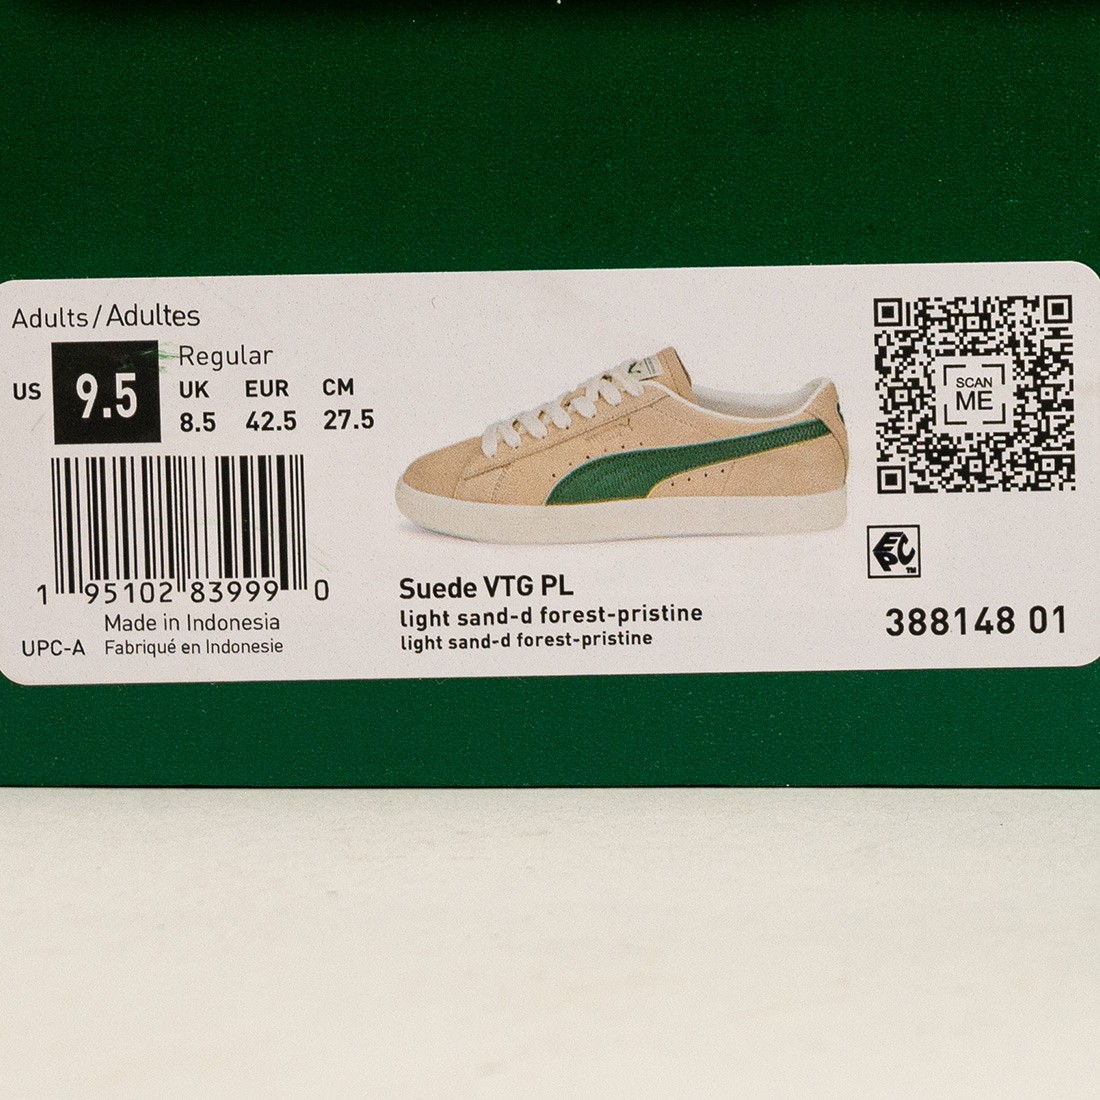 Adults/Adultes
Regular
US 9.5
UK EUR CM
8.5 42.5 27.5
1 95102 83999 0
Made in Indonesia
UPC-A Fabriqué en Indonesie
Suede VTG PL
light sand-d forest-pristine
light sand-d forest-pristine
SCAN
ME
EPC™
388148 01